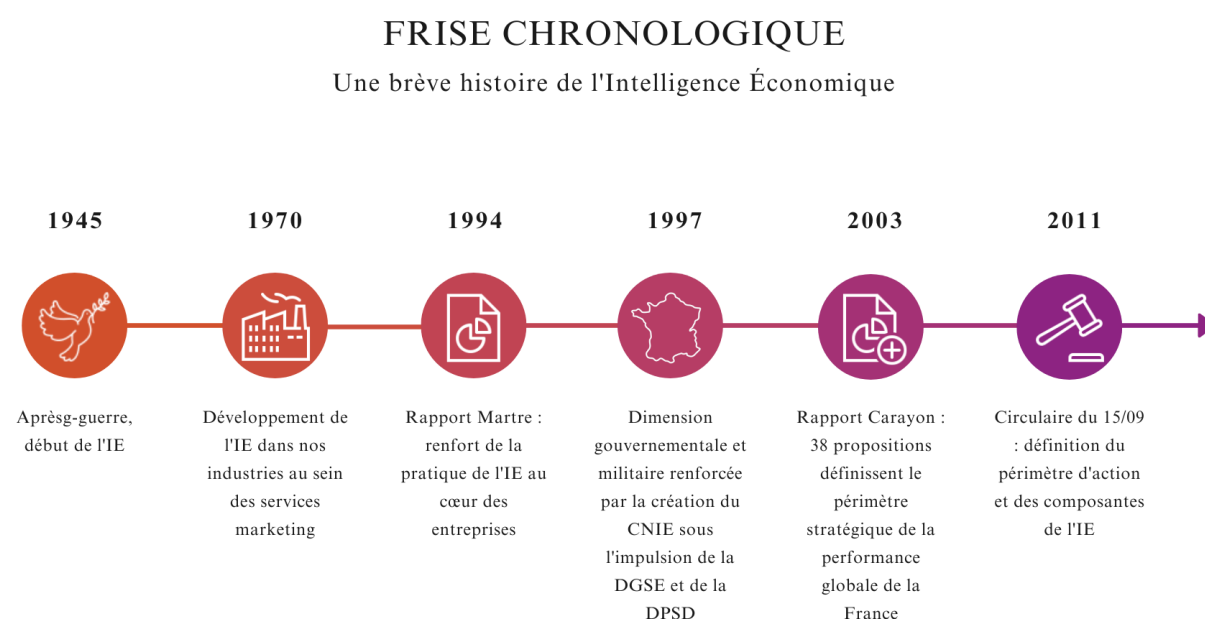 FRISE CHRONOLOGIQUE
Une brève histoire de l'Intelligence Économique
1945
1970
1994
1997
2003
2011
Aprèsg-guerre,
début de l'IE
Développement de
l'IE dans nos
industries au sein
des services
marketing
Rapport Martre :
renfort de la
pratique de l'IE au
cœur des
entreprises
Dimension
gouvernementale et
militaire renforcée
par la création du
CNIE sous
l'impulsion de la
DGSE et de la
DPSD
Rapport Carayon :
38 propositions
définissent le
périmètre
stratégique de la
performance
globale de la
France
Circulaire du 15/09
: définition du
périmètre d'action
et des composantes
de l'IE